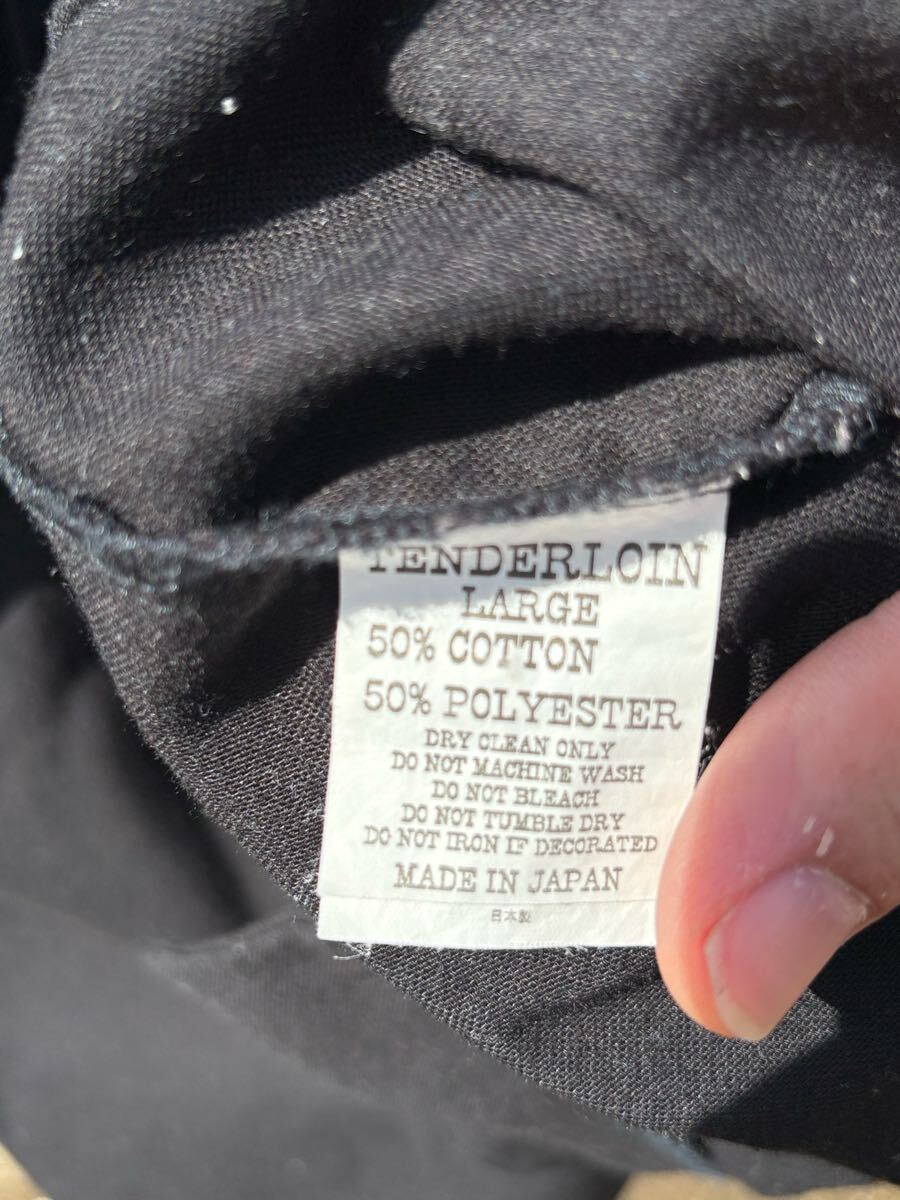 TENDERLOIN
LARGE
50% COTTON
50% POLYESTER
DRY CLEAN ONLY
DO NOT MACHINE WASH
DO NOT BLEACH
DO NOT TUMBLE DRY
DO NOT IRON IF DECORATED
MADE IN JAPAN
日本製